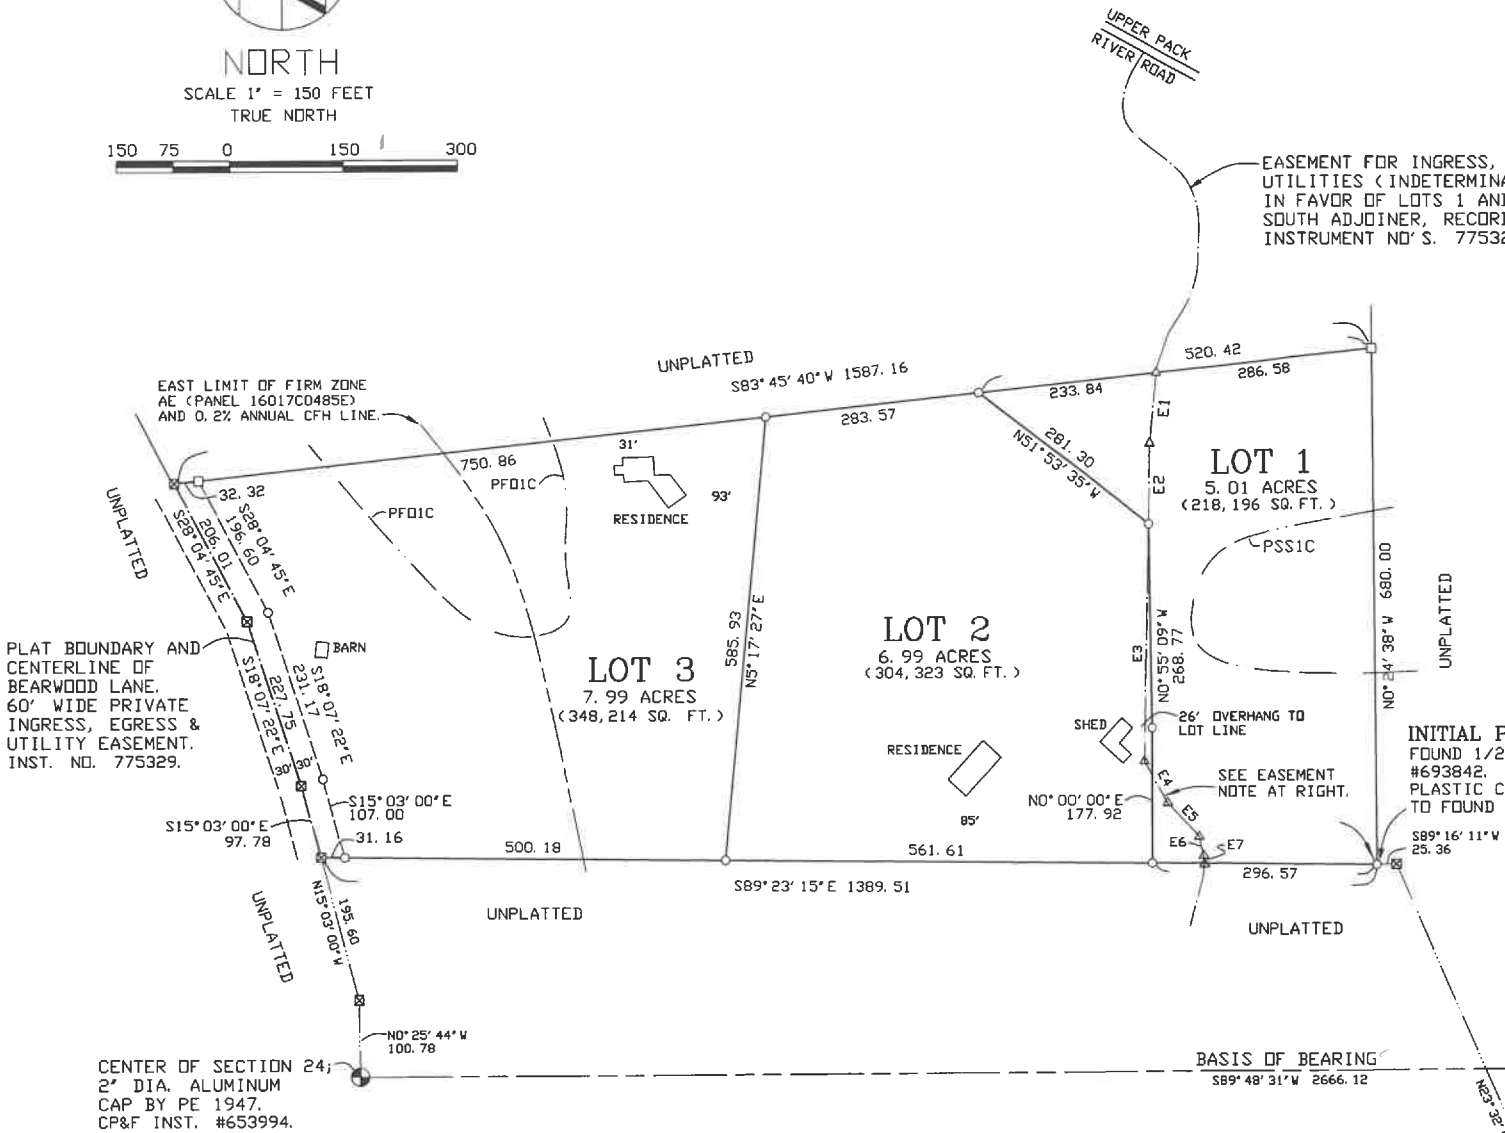 NORTH
SCALE 1" = 150 FEET
TRUE NORTH
150 75 0 150 300
UPPER PACK
RIVER ROAD
EASEMENT FOR INGRESS,
UTILITIES (INDETERMINA
IN FAVOR OF LOTS 1 AN
SOUTH ADJOINER, RECOR
INSTRUMENT NO'S. 77532
UNPLATTED
S83°45'40"W 1587.16
520.42
286.58
233.84
283.57
750.86
32.32
EAST LIMIT OF FIRM ZONE
AE (PANEL 16017C0485E)
AND 0.2% ANNUAL CFH LINE.
PF01C
PF01C
31'
93'
RESIDENCE
281.30
N51°53'35"W
E1
E2
LOT 1
5.01 ACRES
(218,196 SQ.FT.)
PSS1C
N0°24'38"W 680.00
UNPLATTED
UNPLATTED
S28°04'45"E
196.60
206.01
S28°04'45"E
PLAT BOUNDARY AND
CENTERLINE OF
BEARWOOD LANE.
60' WIDE PRIVATE
INGRESS, EGRESS &
UTILITY EASEMENT.
INST. NO. 775329.
BARN
S18°07'22"E
231.17
227.75
S18°07'22"E
30' 30'
LOT 3
7.99 ACRES
(348,214 SQ. FT.)
585.93
N5°17'27"E
LOT 2
6.99 ACRES
(304,323 SQ. FT.)
E3
N0°55'09"W
268.77
SHED
26' OVERHANG TO
LOT LINE
RESIDENCE
85'
N0°00'00"E
177.92
E4
SEE EASEMENT
NOTE AT RIGHT.
E5
E6
E7
INITIAL P
FOUND 1/2
#693842.
PLASTIC C
TO FOUND
S89°16'11"W
25.36
S15°03'00"E
107.00
S15°03'00"E
97.78
31.16
500.18
561.61
296.57
S89°23'15"E 1389.51
UNPLATTED
UNPLATTED
UNPLATTED
195.60
N15°03'00"W
N0°25'44"W
100.78
CENTER OF SECTION 24;
2" DIA. ALUMINUM
CAP BY PE 1947.
CP&F INST. #653994.
BASIS OF BEARING
S89°48'31"W 2666.12
N23°32'